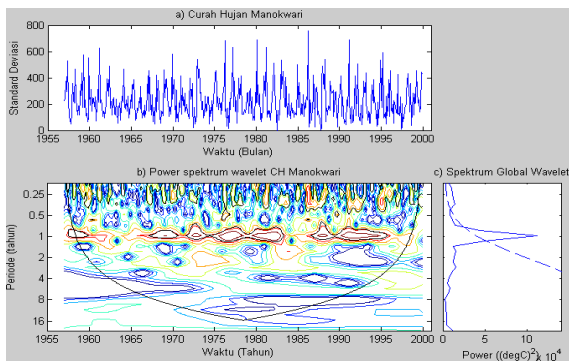 a) Curah Hujan Manokwari
Standard Deviasi
800
600
400
200
0
1955 1960 1965 1970 1975 1980 1985 1990 1995 2000
Waktu (Bulan)
b) Power spektrum wavelet CH Manokwari
Periode (tahun)
0.25
0.5
1
2
4
8
16
1955 1960 1965 1970 1975 1980 1985 1990 1995 2000
Waktu (Tahun)
c) Spektrum Global Wavelet
0 5 10
Power ((degC)^2) x 10^4